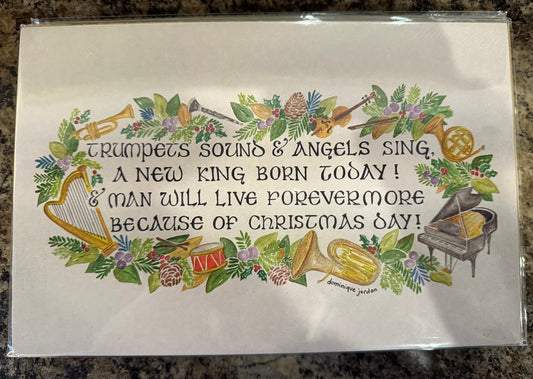 Trumpets sound & angels sing,
a new king born today!
& man will live forevermore
because of Christmas day!
dominique jordan